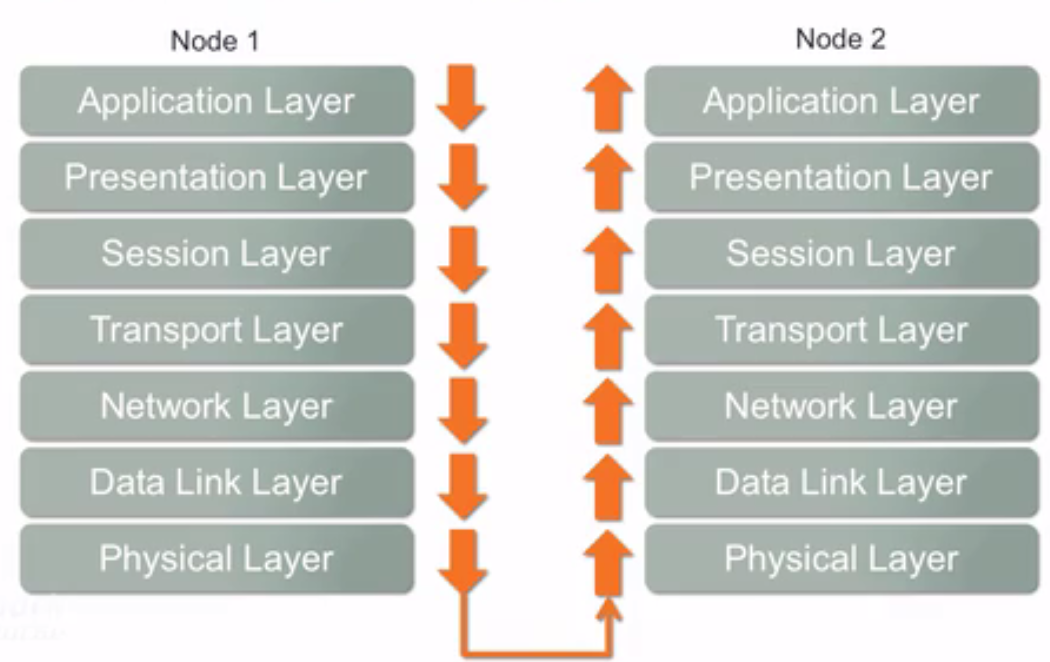 Node 1
Node 2
Application Layer
Application Layer
Presentation Layer
Presentation Layer
Session Layer
Session Layer
Transport Layer
Transport Layer
Network Layer
Network Layer
Data Link Layer
Data Link Layer
Physical Layer
Physical Layer